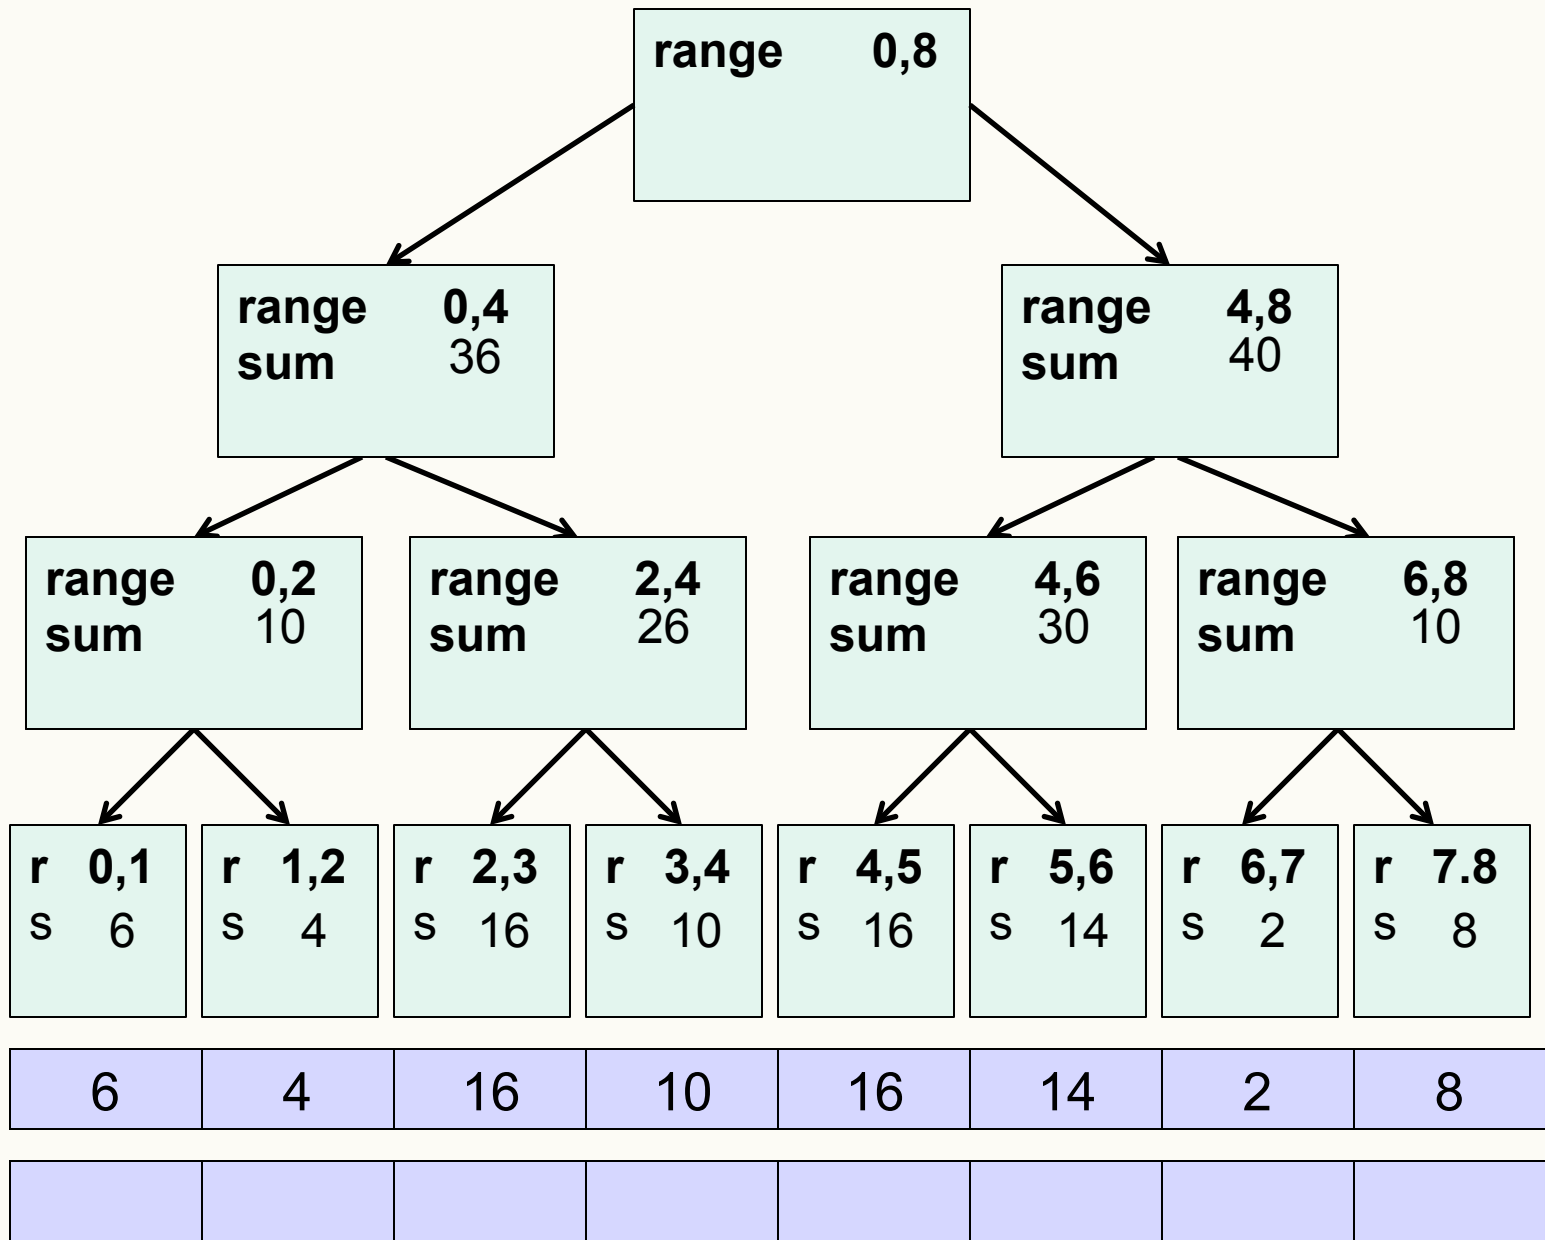 range 0,8
range 0,4
sum 36
range 4,8
sum 40
range 0,2
sum 10
range 2,4
sum 26
range 4,6
sum 30
range 6,8
sum 10
r 0,1
s 6
r 1,2
s 4
r 2,3
s 16
r 3,4
s 10
r 4,5
s 16
r 5,6
s 14
r 6,7
s 2
r 7.8
s 8
6 4 16 10 16 14 2 8